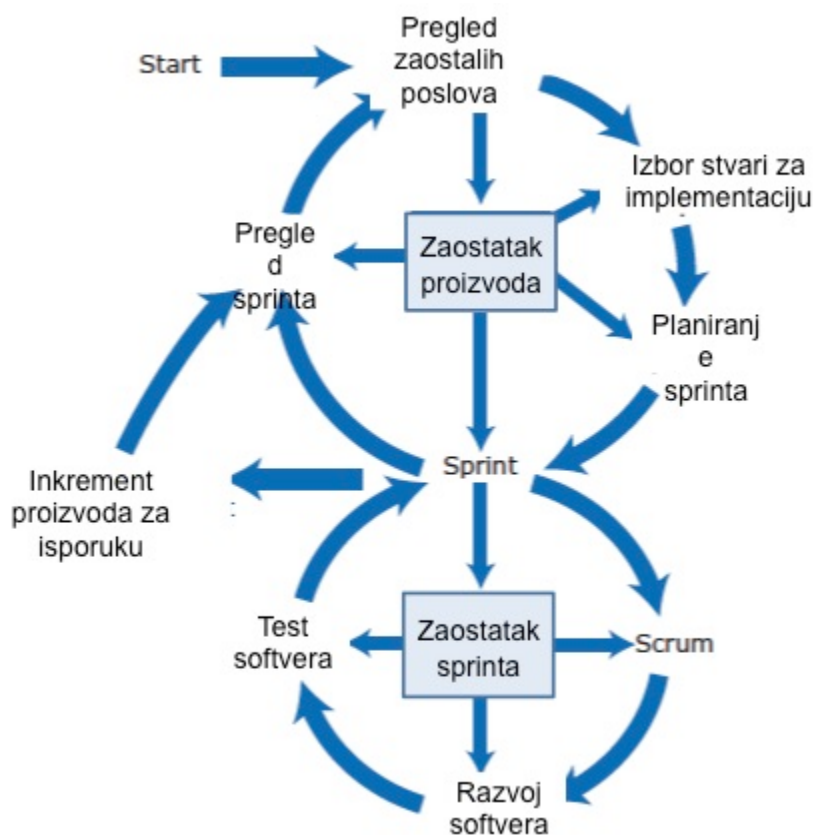 Pregled
zaostalih
poslova
Start
Izbor stvari za
implementaciju
Pregle
d
sprinta
Zaostatak
proizvoda
Planiranj
e
sprinta
Sprint
Inkrement
proizvoda za
isporuku
:
Test
softvera
Zaostatak
sprinta
Scrum
Razvoj
softvera